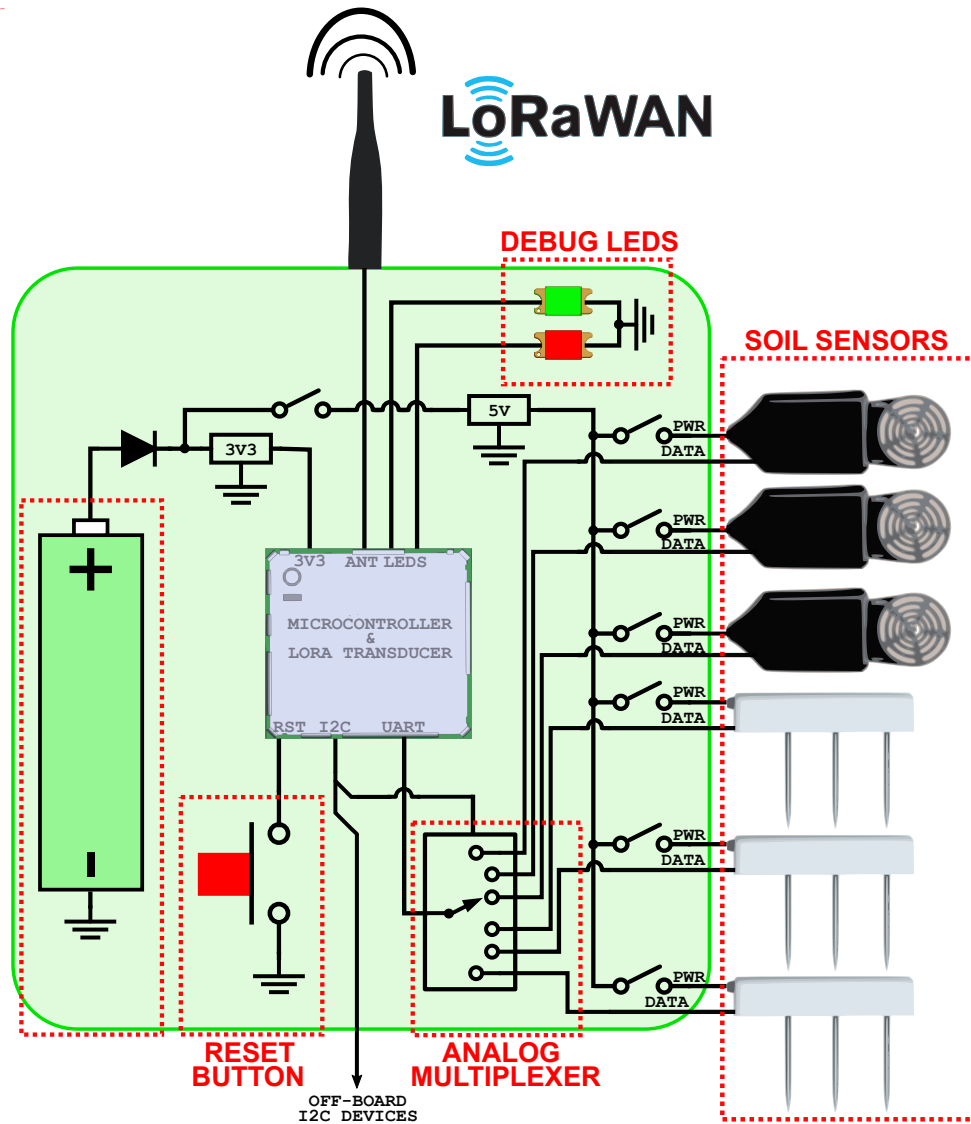 LoRaWAN
DEBUG LEDS
SOIL SENSORS
5V
3V3
PWR
DATA
PWR
DATA
PWR
DATA
PWR
DATA
PWR
DATA
PWR
DATA
3V3 ANT LEDS
MICROCONTROLLER
&
LORA TRANSDUCER
RST I2C UART
+
-
RESET
BUTTON
ANALOG
MULTIPLEXER
OFF-BOARD
I2C DEVICES